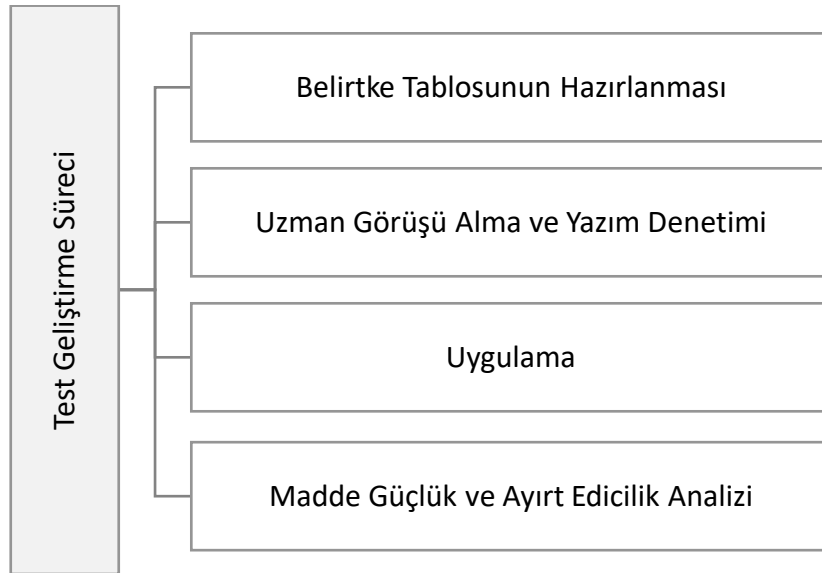 Test Geliştirme Süreci
Belirtke Tablosunun Hazırlanması
Uzman Görüşü Alma ve Yazım Denetimi
Uygulama
Madde Güçlük ve Ayırt Edicilik Analizi